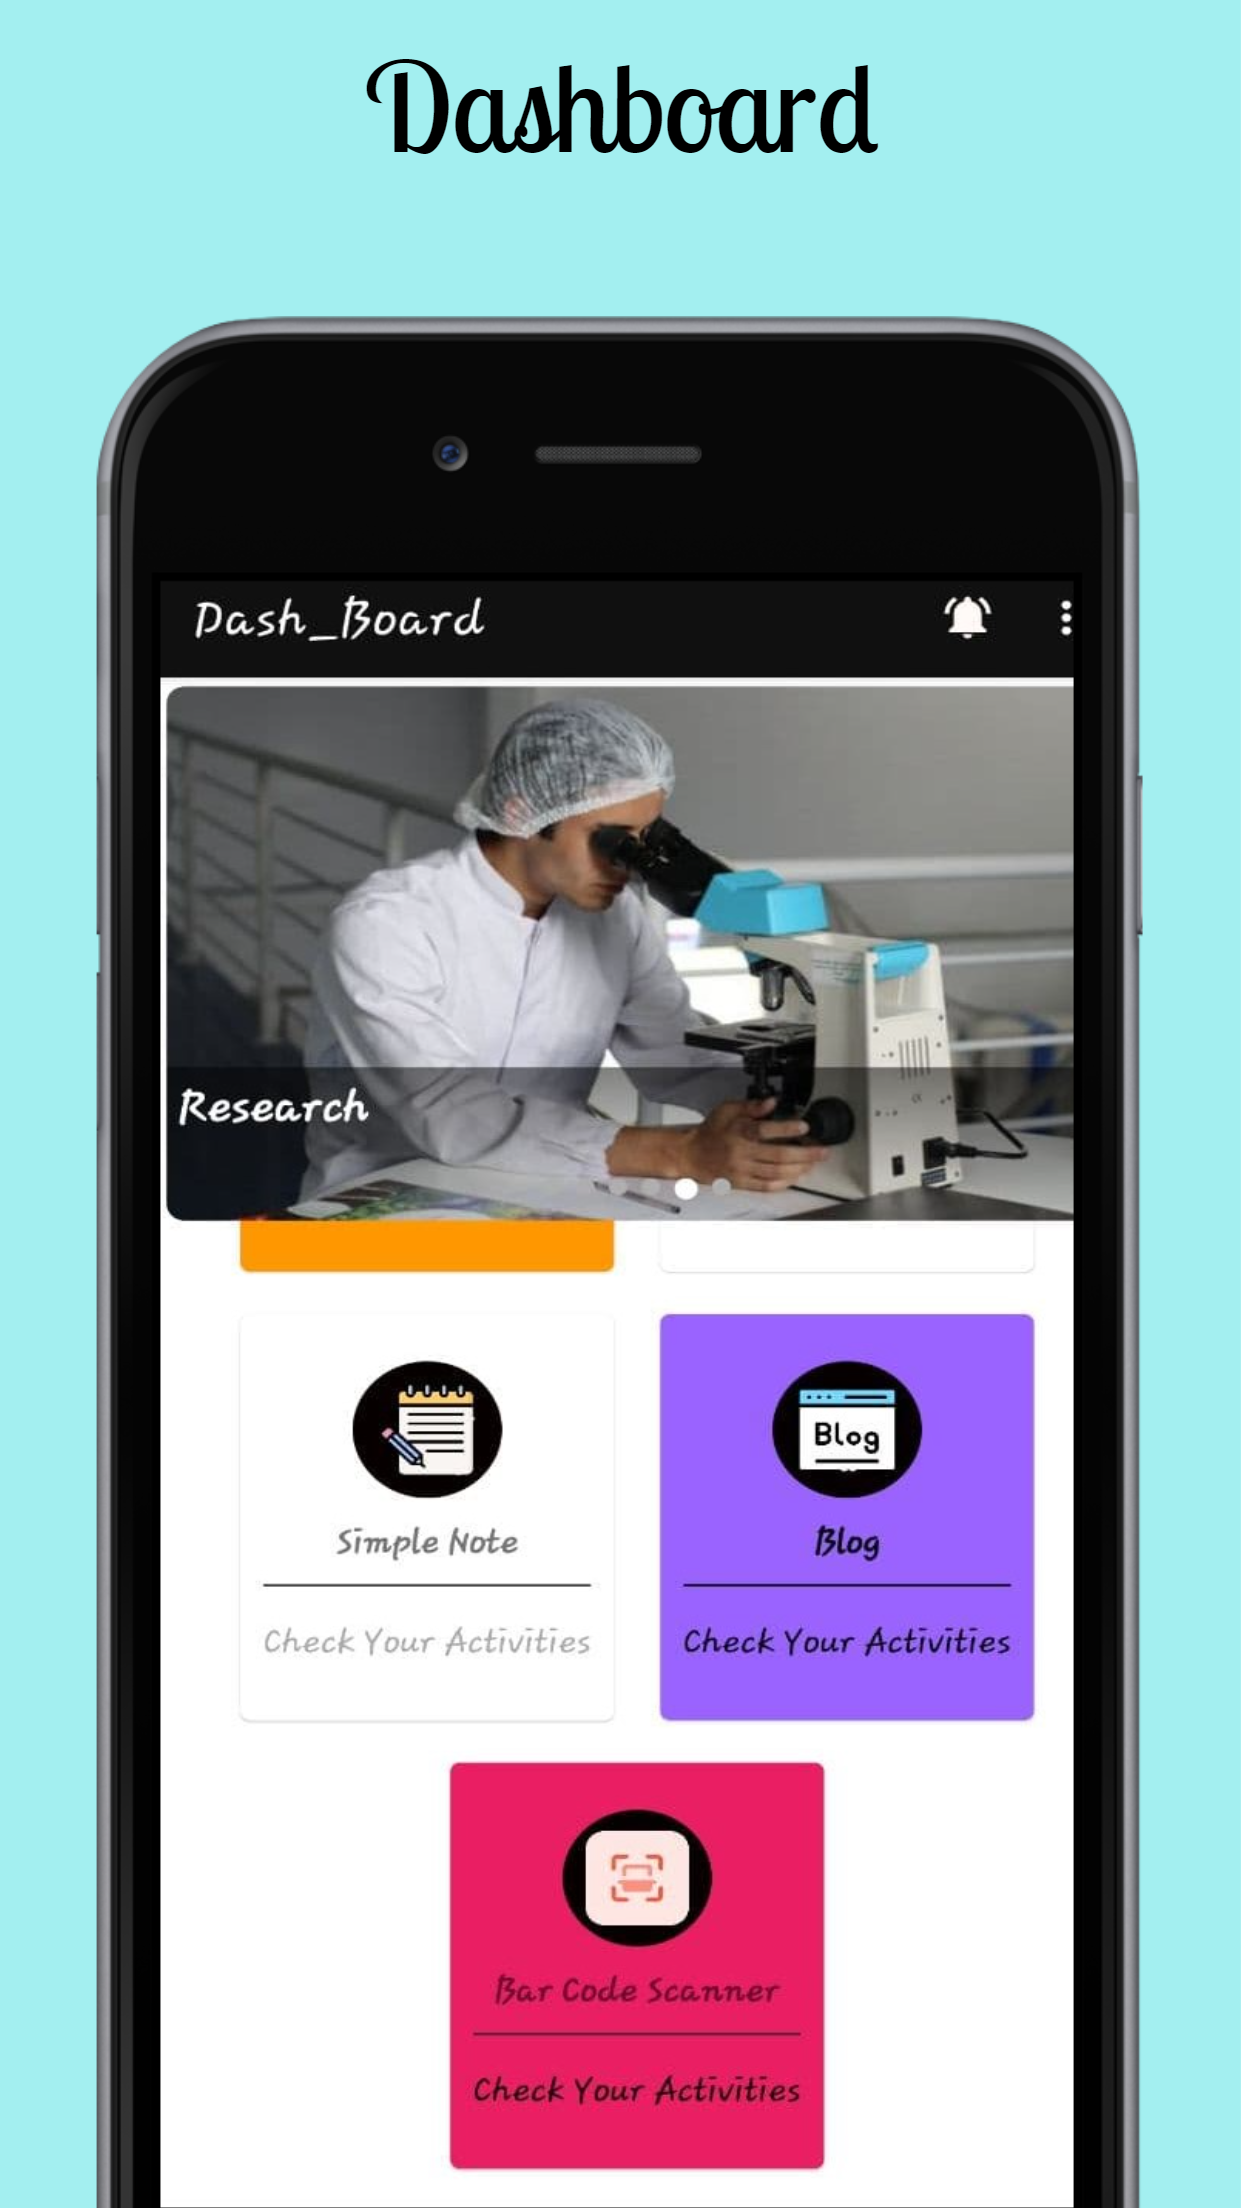 Dashboard
Dash_Board
Research
Blog
Simple Note
Blog
Check Your Activities
Check Your Activities
Bar Code Scanner
Check Your Activities